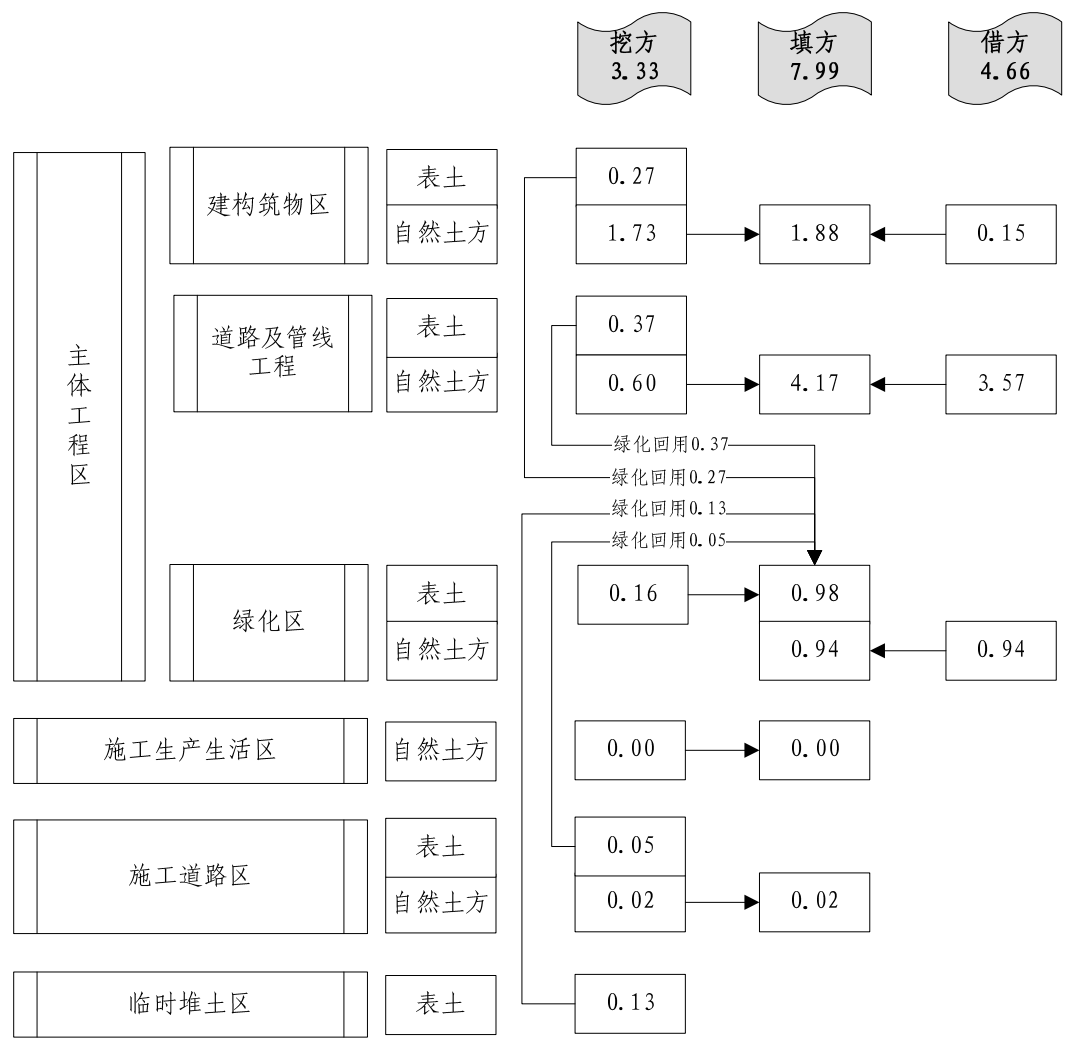 挖方
3.33
填方
7.99
借方
4.66
主体工程区
建构筑物区
表土
0.27
自然土方
1.73
1.88
0.15
道路及管线
工程
表土
0.37
自然土方
0.60
4.17
3.57
绿化回用0.37
绿化回用0.27
绿化回用0.13
绿化回用0.05
绿化区
表土
0.16
0.98
自然土方
0.94
0.94
施工生产生活区
自然土方
0.00
0.00
施工道路区
表土
0.05
自然土方
0.02
0.02
临时堆土区
表土
0.13